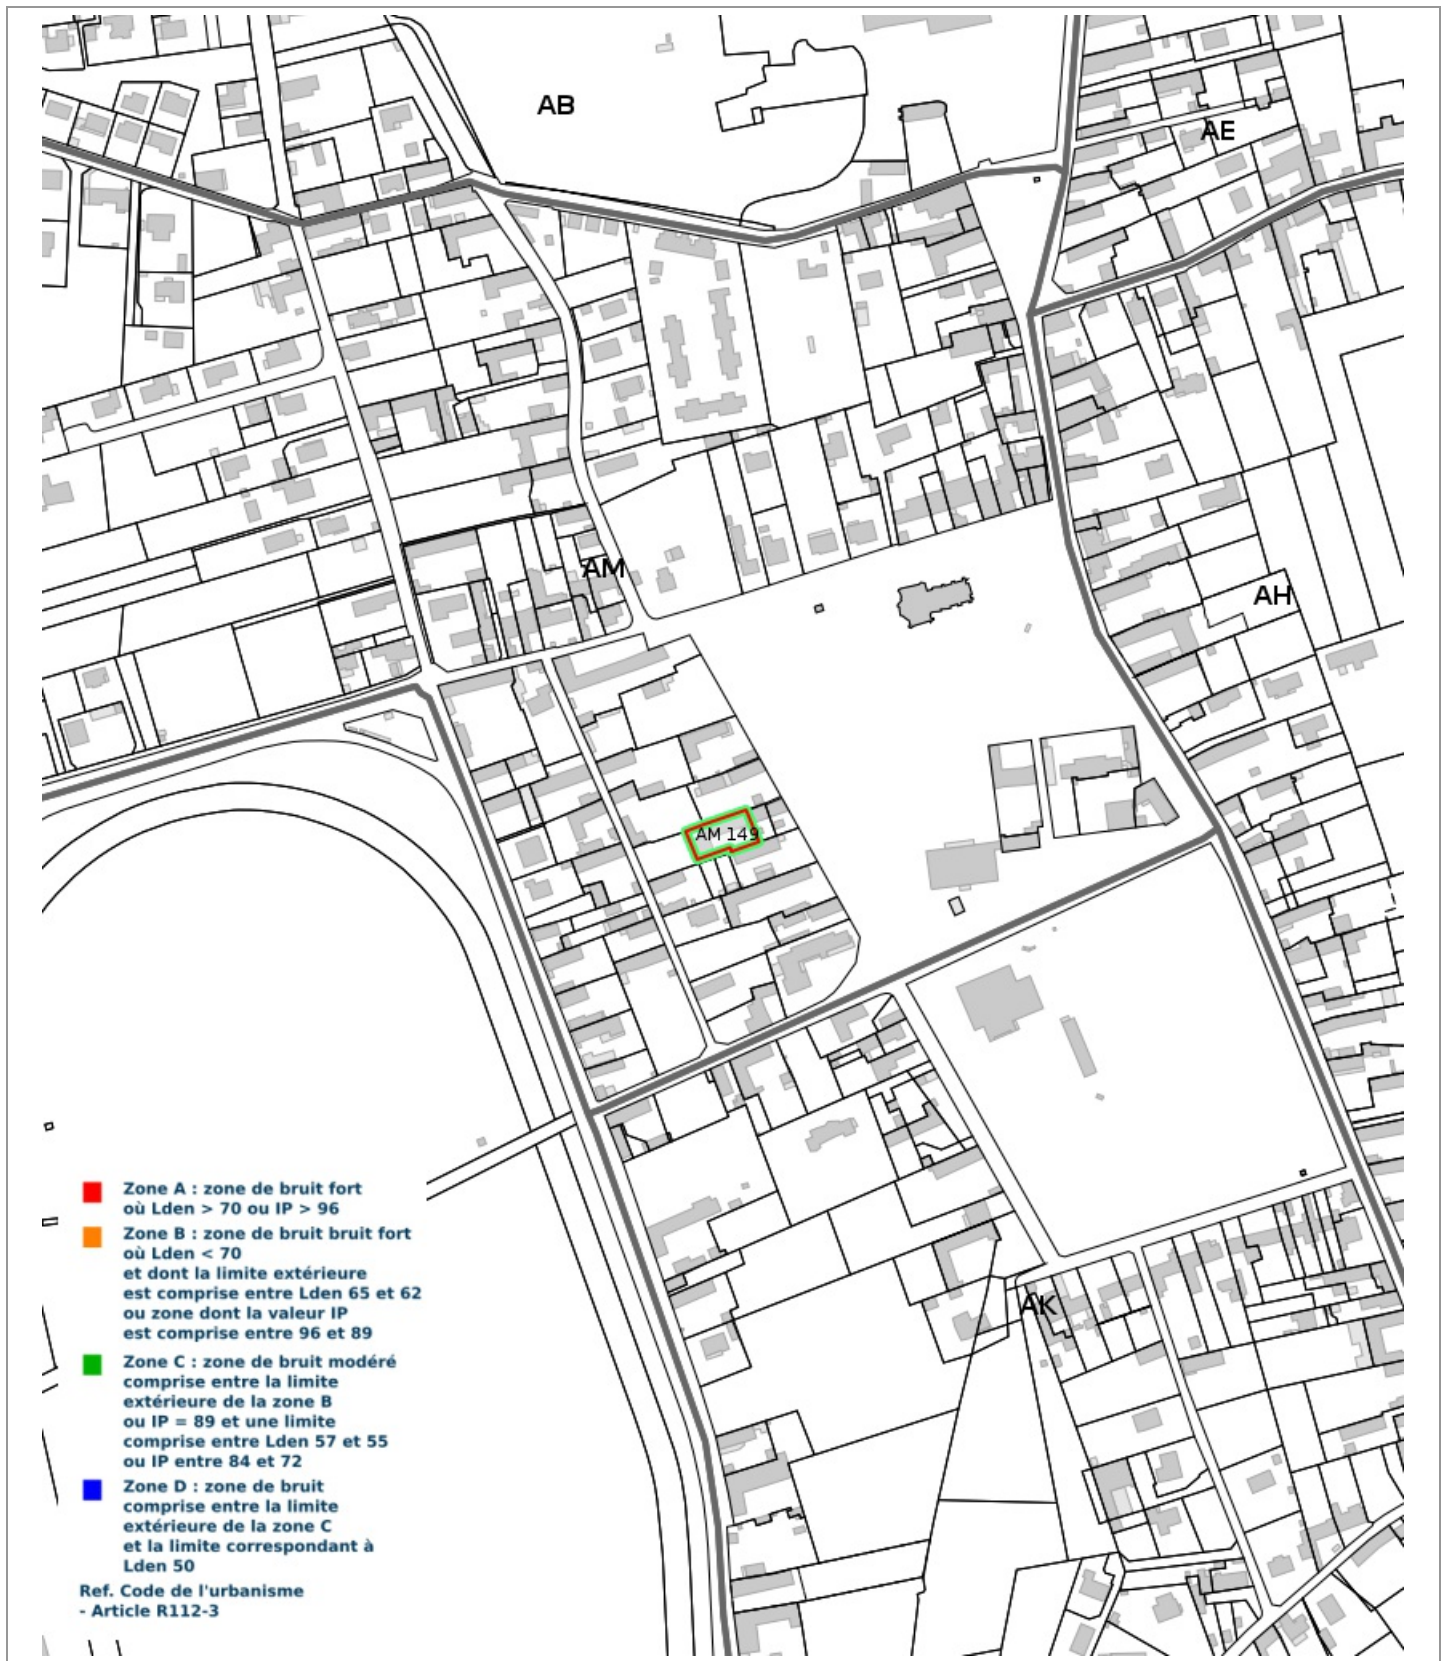 AB
AE
AM
AH
AM 149
AK
Zone A : zone de bruit fort
où Lden > 70 ou IP > 96
Zone B : zone de bruit bruit fort
où Lden < 70
et dont la limite extérieure
est comprise entre Lden 65 et 62
ou zone dont la valeur IP
est comprise entre 96 et 89
Zone C : zone de bruit modéré
comprise entre la limite
extérieure de la zone B
ou IP = 89 et une limite
comprise entre Lden 57 et 55
ou IP entre 84 et 72
Zone D : zone de bruit
comprise entre la limite
extérieure de la zone C
et la limite correspondant à
Lden 50
Ref. Code de l'urbanisme
- Article R112-3